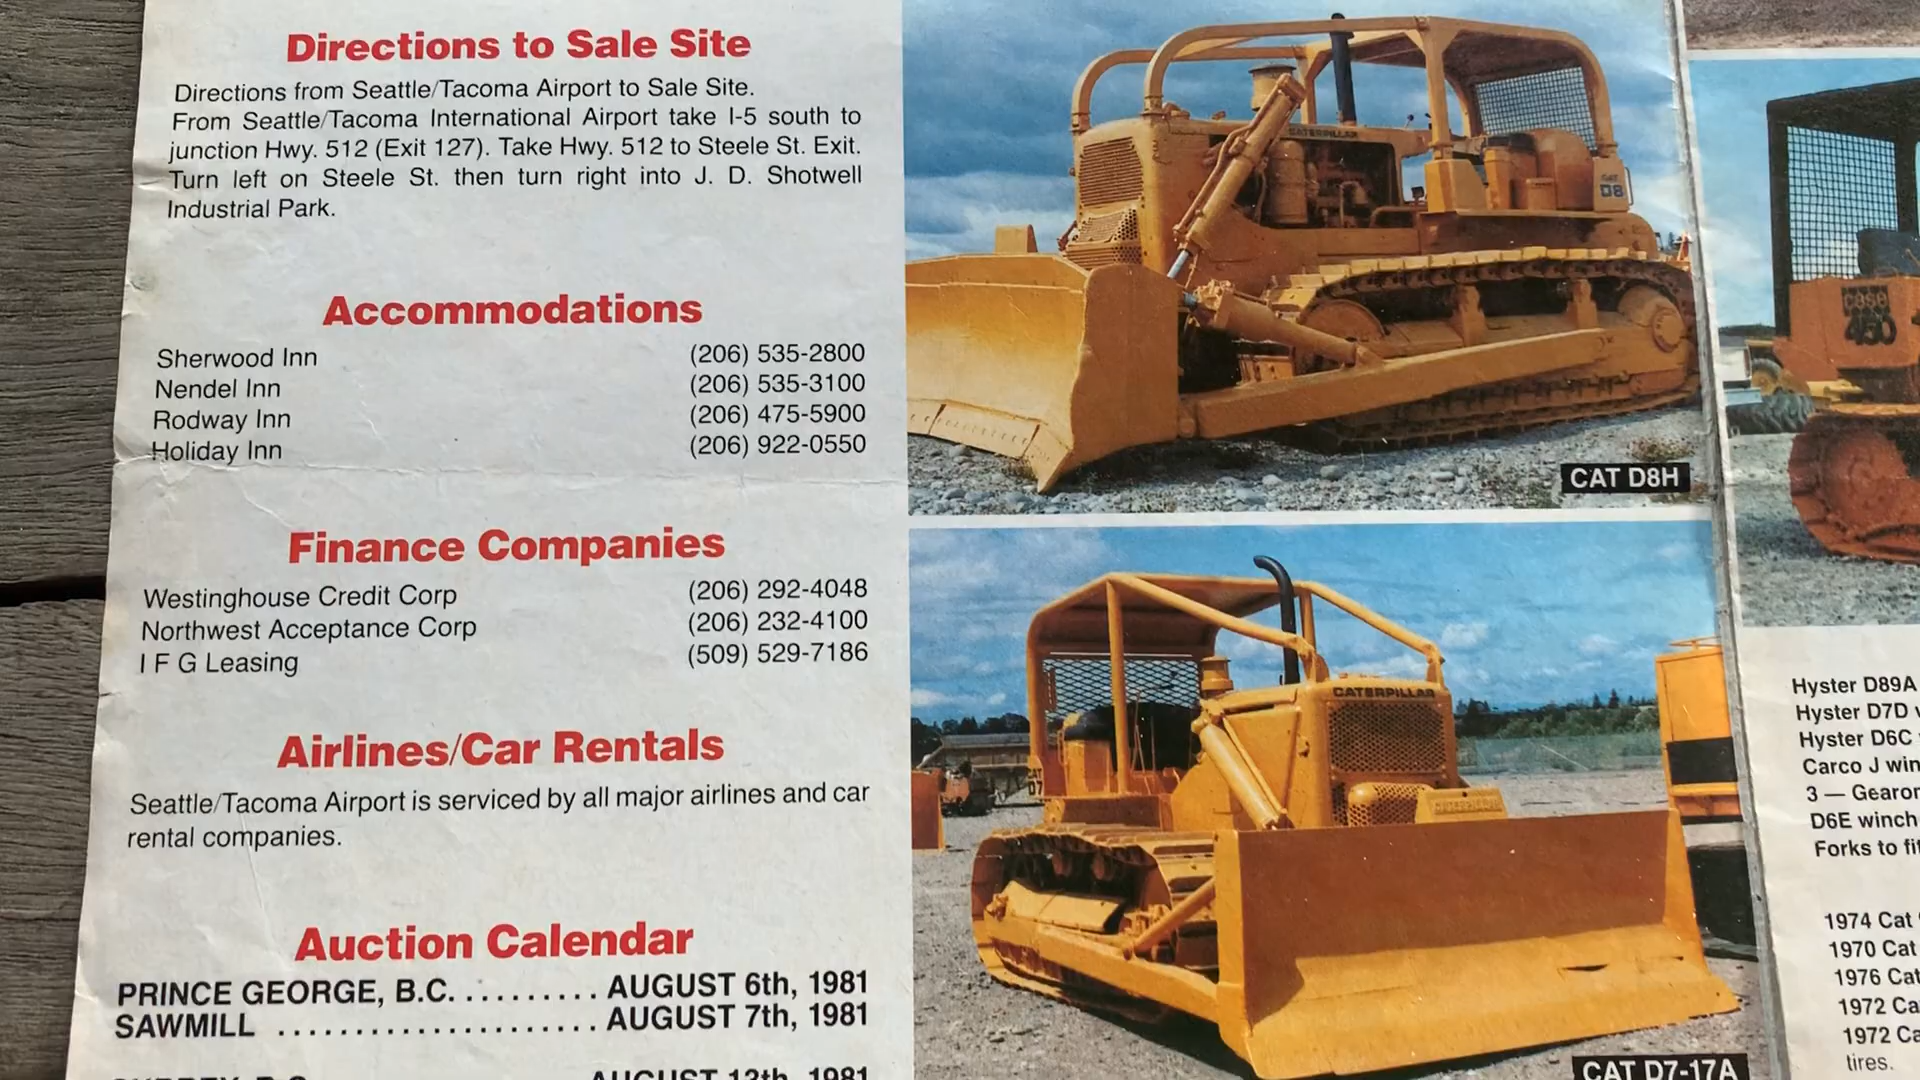 Directions to Sale Site
Directions from Seattle/Tacoma Airport to Sale Site.
From Seattle/Tacoma International Airport take I-5 south to
junction Hwy. 512 (Exit 127). Take Hwy. 512 to Steele St. Exit.
Turn left on Steele St. then turn right into J. D. Shotwell
Industrial Park.
Accommodations
Sherwood Inn (206) 535-2800
Nendel Inn (206) 535-3100
Rodway Inn (206) 475-5900
Holiday Inn (206) 922-0550
Finance Companies
Westinghouse Credit Corp (206) 292-4048
Northwest Acceptance Corp (206) 232-4100
I F G Leasing (509) 529-7186
Airlines/Car Rentals
Seattle/Tacoma Airport is serviced by all major airlines and car
rental companies.
Auction Calendar
PRINCE GEORGE, B.C. .......... AUGUST 6th, 1981
SAWMILL ...................... AUGUST 7th, 1981
AUGUST 13th, 1981
CATERPILLAR
CAT
D8
CAT D8H
CATERPILLAR
CAT
D7
CAT D7-17A
case
450
Hyster D89A
Hyster D7D
Hyster D6C
Carco J
3 —
D6E winch
Forks to
1974 Cat
1970 Cat
1976 Cat
1972
1972
tires.